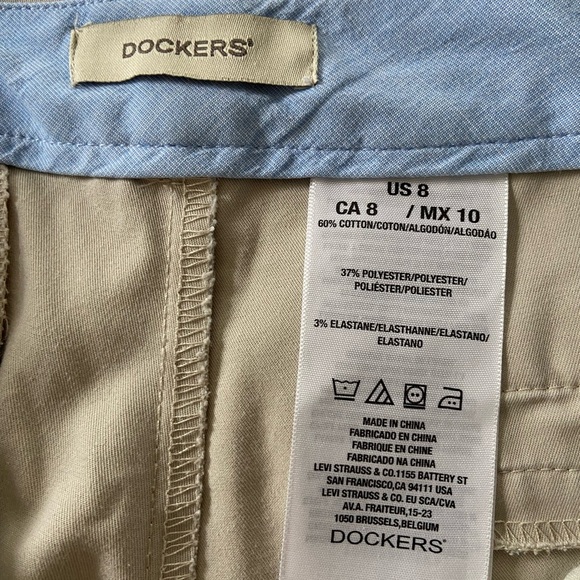 DOCKERS®
US 8
CA 8 / MX 10
60% COTTON/COTON/ALGODÓN/ALGODÃO
37% POLYESTER/POLYESTER/
POLIÉSTER/POLIESTER
3% ELASTANE/ELASTHANNE/ELASTANO/
ELASTANO
MADE IN CHINA
FABRICADO EN CHINA
FABRIQUE EN CHINE
FABRICADO NA CHINA
LEVI STRAUSS & CO.1155 BATTERY ST
SAN FRANCISCO,CA 94111 USA
LEVI STRAUSS & CO. EU SCA/CVA
AV.A. FRAITEUR,15-23
1050 BRUSSELS,BELGIUM
DOCKERS®